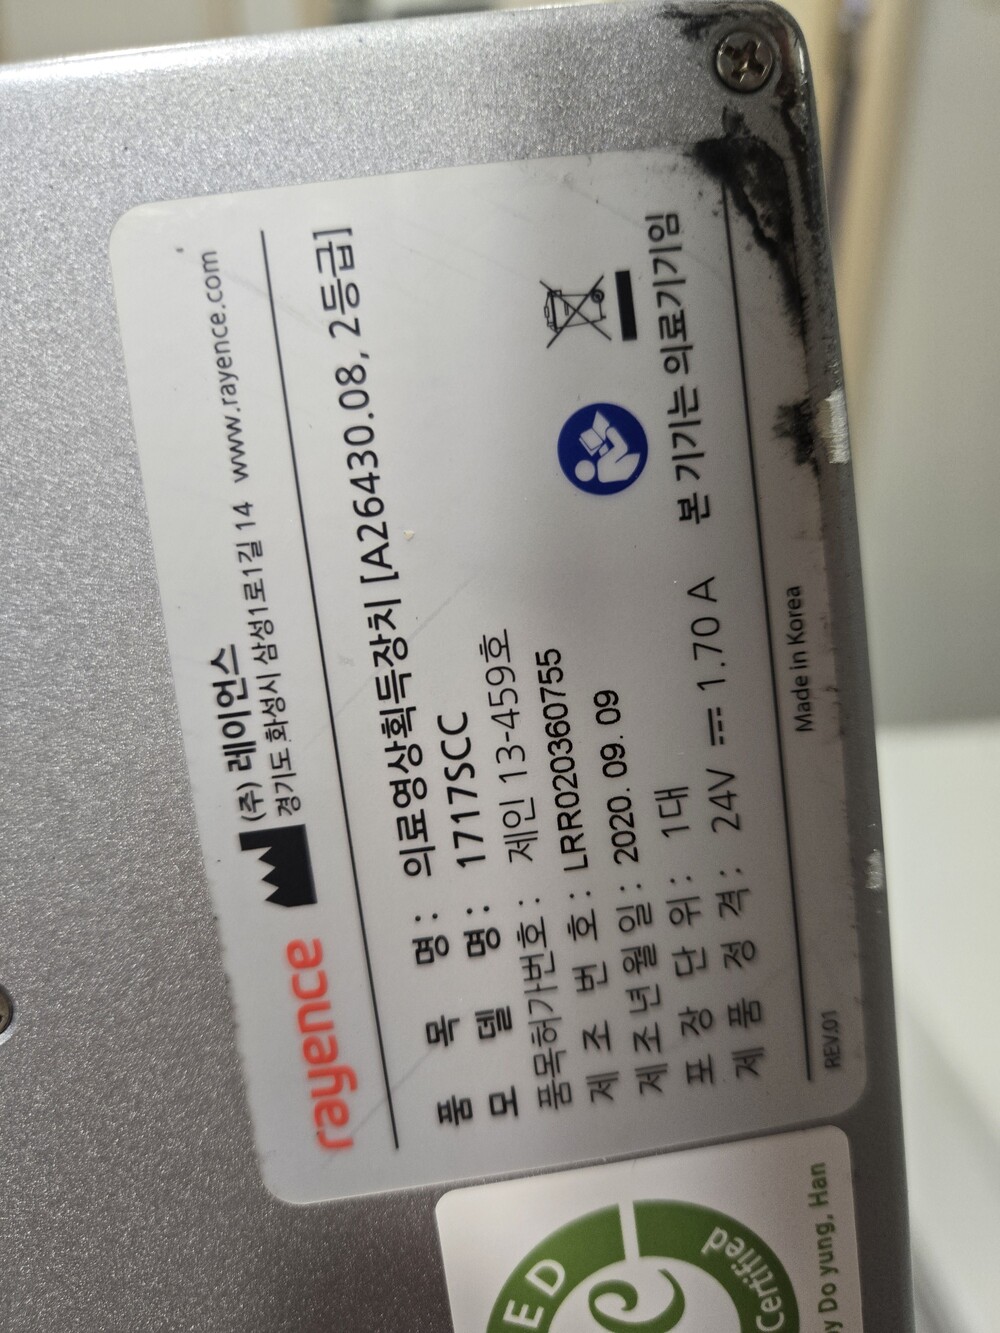 rayence
(주) 레이언스
경기도 화성시 삼성1로1길 14 www.rayence.com
품 목 명 : 의료영상획득장치 [A26430.08, 2등급]
모 델 명 : 1717SCC
품목허가번호 : 제인 13-459호
제 조 번 호 : LRR020360755
제조년월일 : 2020. 09. 09
포 장 단 위 : 1대
제 품 정 격 : 24V ⎓ 1.70 A 본 기기는 의료기기임
REV.01 Made in Korea
ED
Certified
y Do yung, Han